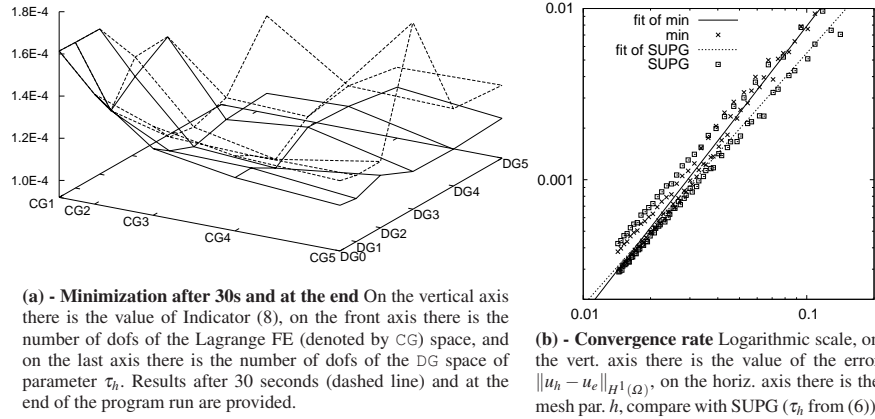 1.8E-4
1.6E-4
1.4E-4
1.2E-4
1.0E-4
CG1
CG2
CG3
CG4
CG5
DG0
DG1
DG2
DG3
DG4
DG5
(a) - Minimization after 30s and at the end On the vertical axis
there is the value of Indicator (8), on the front axis there is the
number of dofs of the Lagrange FE (denoted by CG) space, and
on the last axis there is the number of dofs of the DG space of
parameter τh. Results after 30 seconds (dashed line) and at the
end of the program run are provided.
0.01
0.001
0.01
0.1
fit of min
min
fit of SUPG
SUPG
(b) - Convergence rate Logarithmic scale, on
the vert. axis there is the value of the error
‖uh − ue‖H1(Ω), on the horiz. axis there is the
mesh par. h, compare with SUPG (τh from (6))